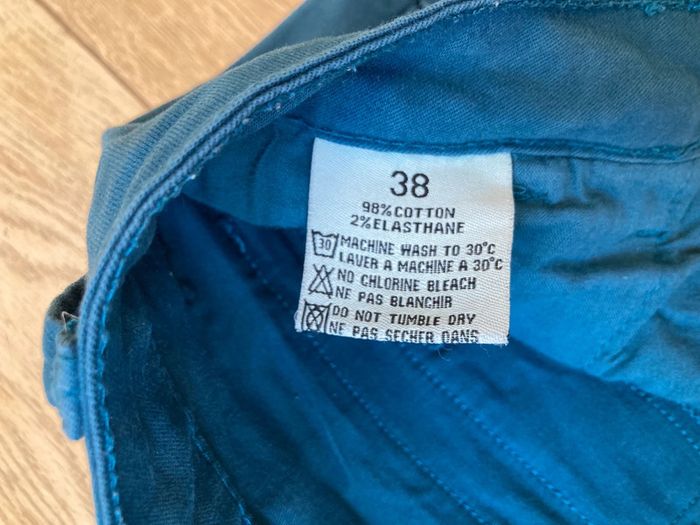 38
98% COTTON
2% ELASTHANE
30 MACHINE WASH TO 30°C
LAVER A MACHINE A 30°C
NO CHLORINE BLEACH
NE PAS BLANCHIR
DO NOT TUMBLE DRY
NE PAS SECHER DANS